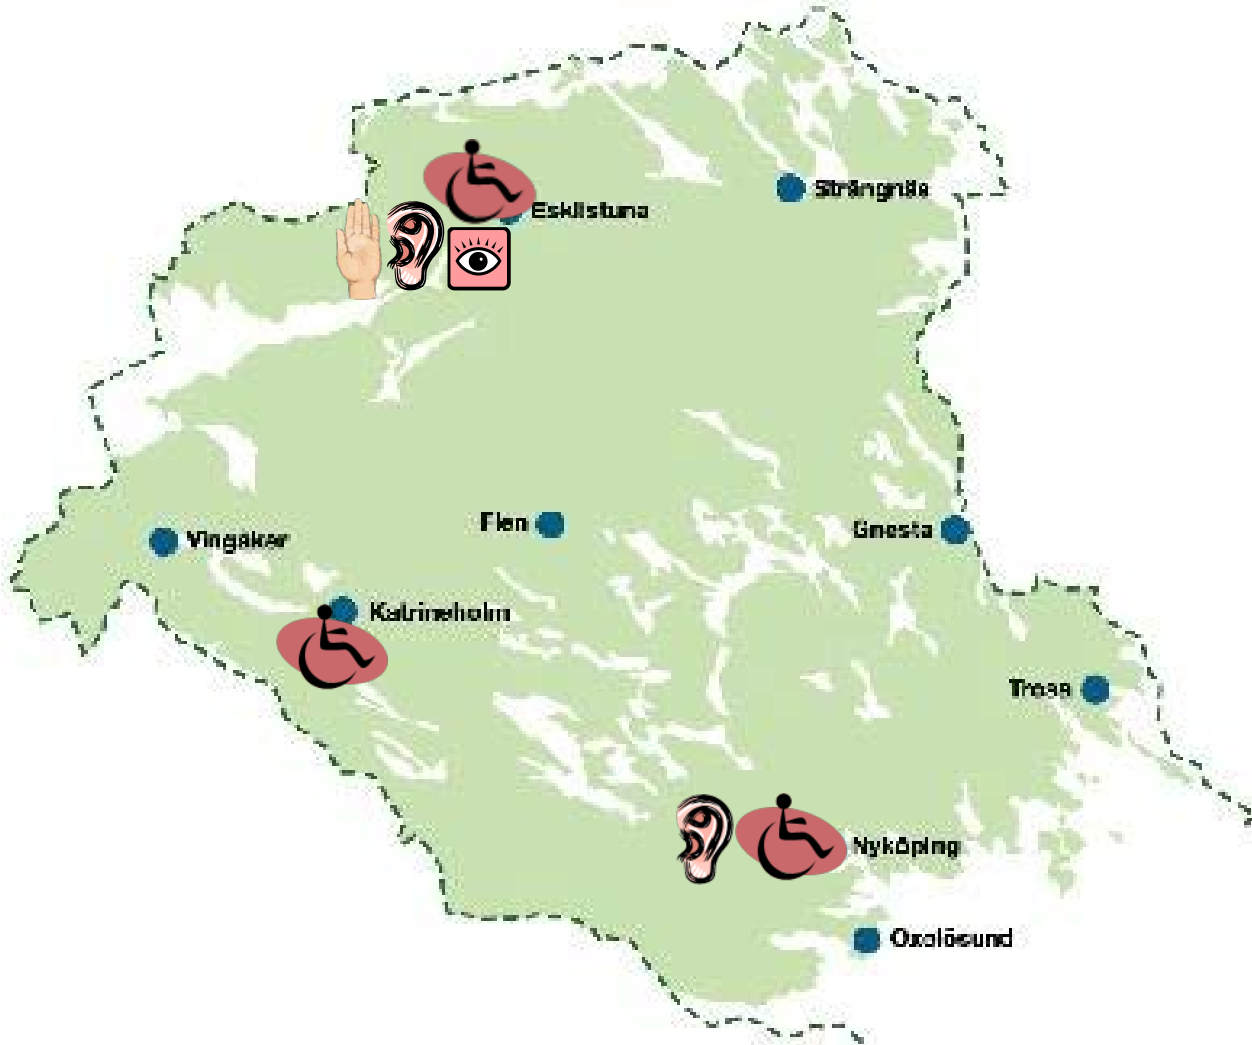 Strängnäs
Eskilstuna
Flen
Gnesta
Vingåker
Katrineholm
Trosa
Nyköping
Oxelösund